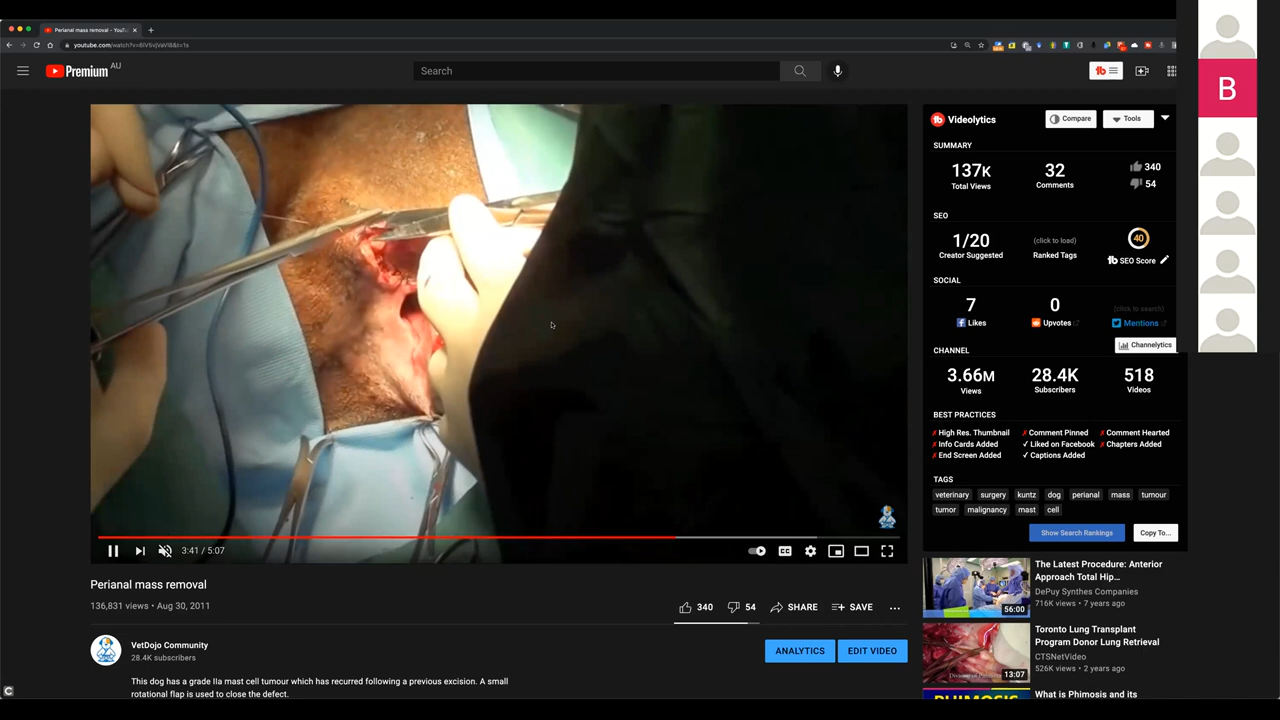 Perianal mass removal - YouTu
youtube.com/watch?v=
Premium AU
Search
B
Videolytics
Compare
Tools
SUMMARY
137K 32 340
54
Total Views Comments
SEO
1/20 (click to load) 40
Creator Suggested Ranked Tags SEO Score
SOCIAL
7 0 (click to search)
Likes Upvotes Mentions
Channelytics
CHANNEL
3.66M 28.4K 518
Views Subscribers Videos
BEST PRACTICES
✗ High Res. Thumbnail ✗ Comment Pinned ✗ Comment Hearted
✗ Info Cards Added ✓ Liked on Facebook ✗ Chapters Added
✗ End Screen Added ✓ Captions Added
TAGS
veterinary surgery kuntz dog perianal mass tumour
tumor malignancy mast cell
Show Search Rankings Copy To...
3:41 / 5:07
CC
Perianal mass removal
136,831 views • Aug 30, 2011
340 54 SHARE SAVE ...
VetDojo Community
28.4K subscribers
ANALYTICS EDIT VIDEO
This dog has a grade IIa mast cell tumour which has recurred following a previous excision. A small
rotational flap is used to close the defect.
The Latest Procedure: Anterior
Approach Total Hip...
DePuy Synthes Companies
716K views • 7 years ago
56:00
Toronto Lung Transplant
Program Donor Lung Retrieval
CTSNetVideo
526K views • 2 years ago
13:07
What is Phimosis and its
PHIMOSIS